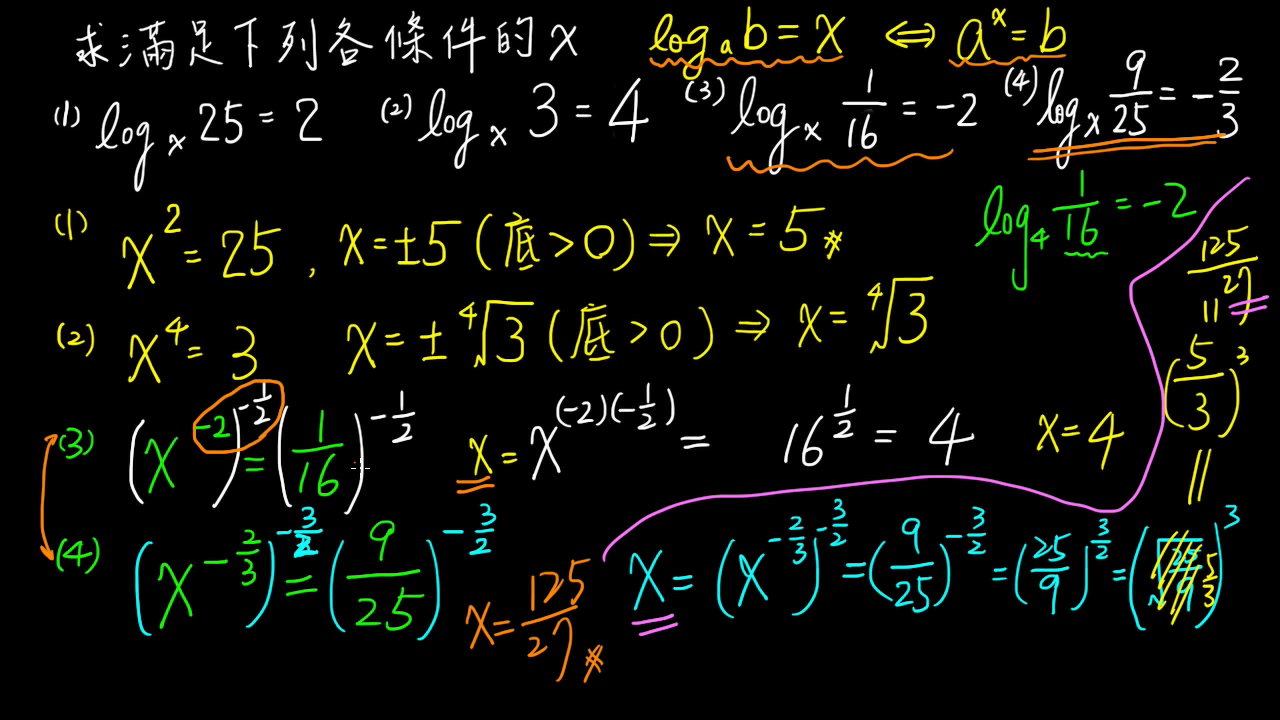 求滿足下列各條件的 x   log_a b = x ⇔ a^x = b
(1) log_x 25 = 2   (2) log_x 3 = 4   (3) log_x 1/16 = -2   (4) log_x 9/25 = -2/3
log_4 1/16 = -2
(1) x^2 = 25 , x = ±5 (底 > 0) ⇒ x = 5 *
(2) x^4 = 3   x = ± ∜3 (底 > 0) ⇒ x = ∜3
(3) (x^-2)^(-1/2) = (1/16)^(-1/2)   x = x^((-2)(-1/2)) = 16^(1/2) = 4   x = 4
(4) (x^(-2/3))^(-3/2) = (9/25)^(-3/2)   x = (x^(-2/3))^(-3/2) = (9/25)^(-3/2) = (25/9)^(3/2) = (5/3)^3
125/27
||
(5/3)^3
||
x = 125/27 *